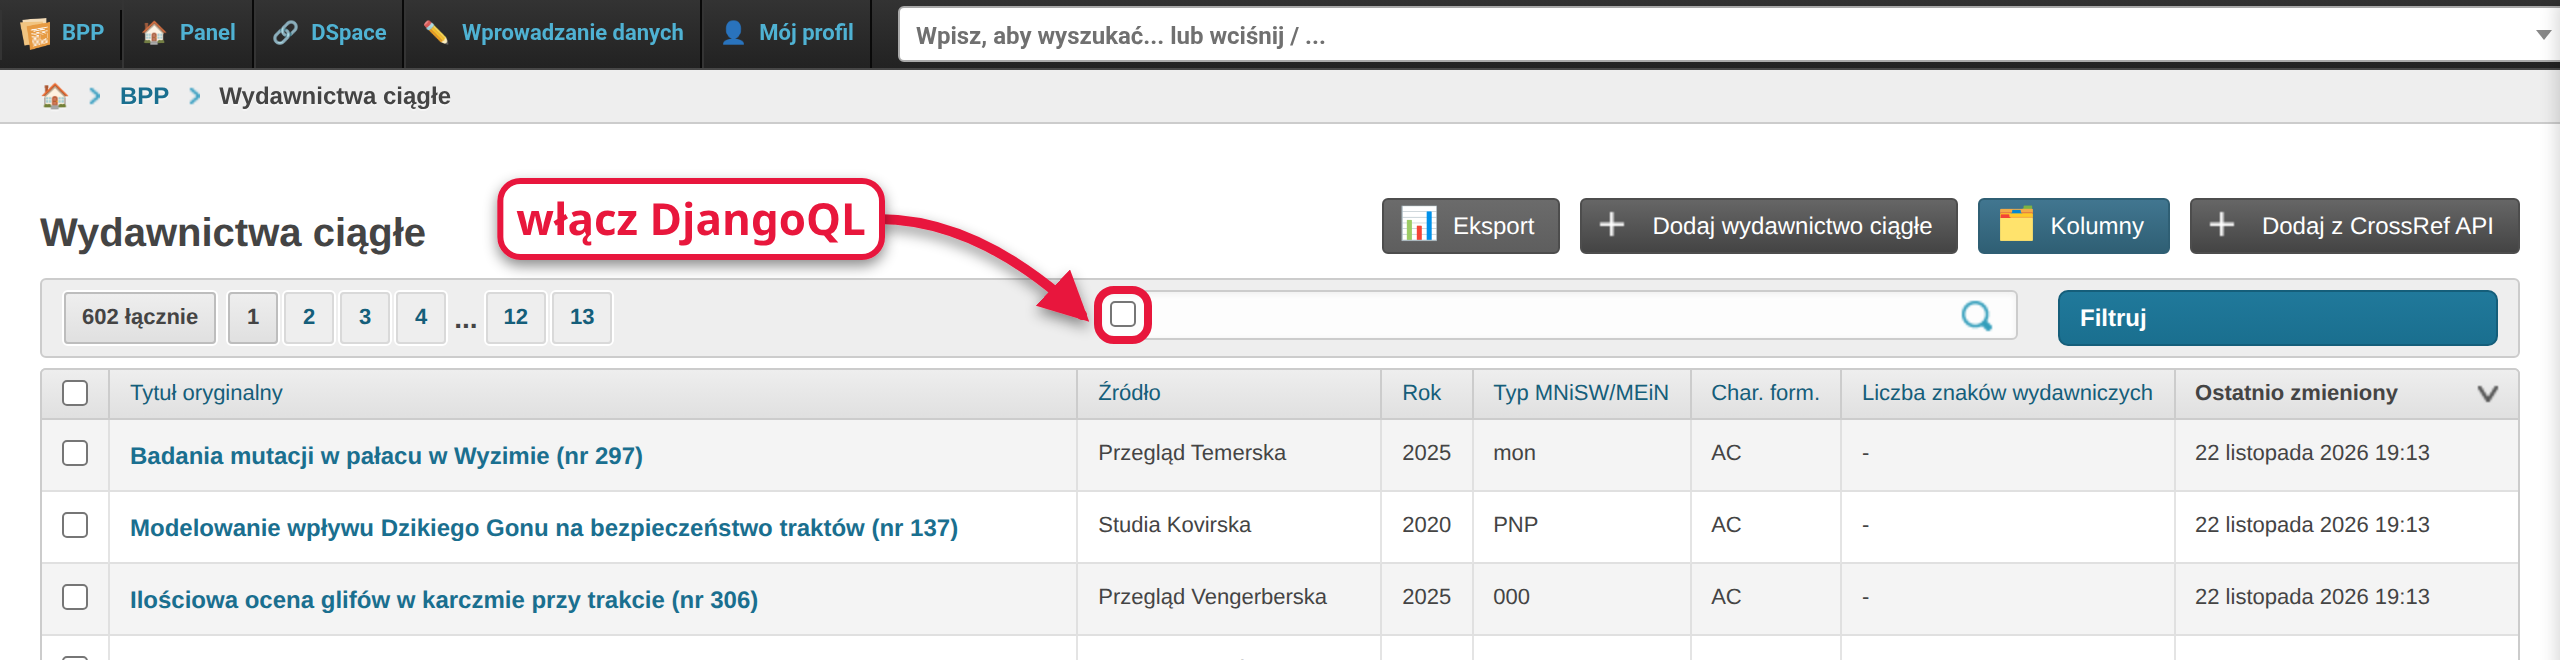 BPP Panel DSpace Wprowadzanie danych Mój profil Wpisz, aby wyszukać... lub wciśnij / ...
BPP Wydawnictwa ciągłe
włącz DjangoQL
Wydawnictwa ciągłe
Eksport Dodaj wydawnictwo ciągłe Kolumny Dodaj z CrossRef API
602 łącznie 1 2 3 4 ... 12 13 Filtruj
Tytuł oryginalny Źródło Rok Typ MNiSW/MEiN Char. form. Liczba znaków wydawniczych Ostatnio zmieniony
Badania mutacji w pałacu w Wyzimie (nr 297) Przegląd Temerska 2025 mon AC - 22 listopada 2026 19:13
Modelowanie wpływu Dzikiego Gonu na bezpieczeństwo traktów (nr 137) Studia Kovirska 2020 PNP AC - 22 listopada 2026 19:13
Ilościowa ocena glifów w karczmie przy trakcie (nr 306) Przegląd Vengerberska 2025 000 AC - 22 listopada 2026 19:13